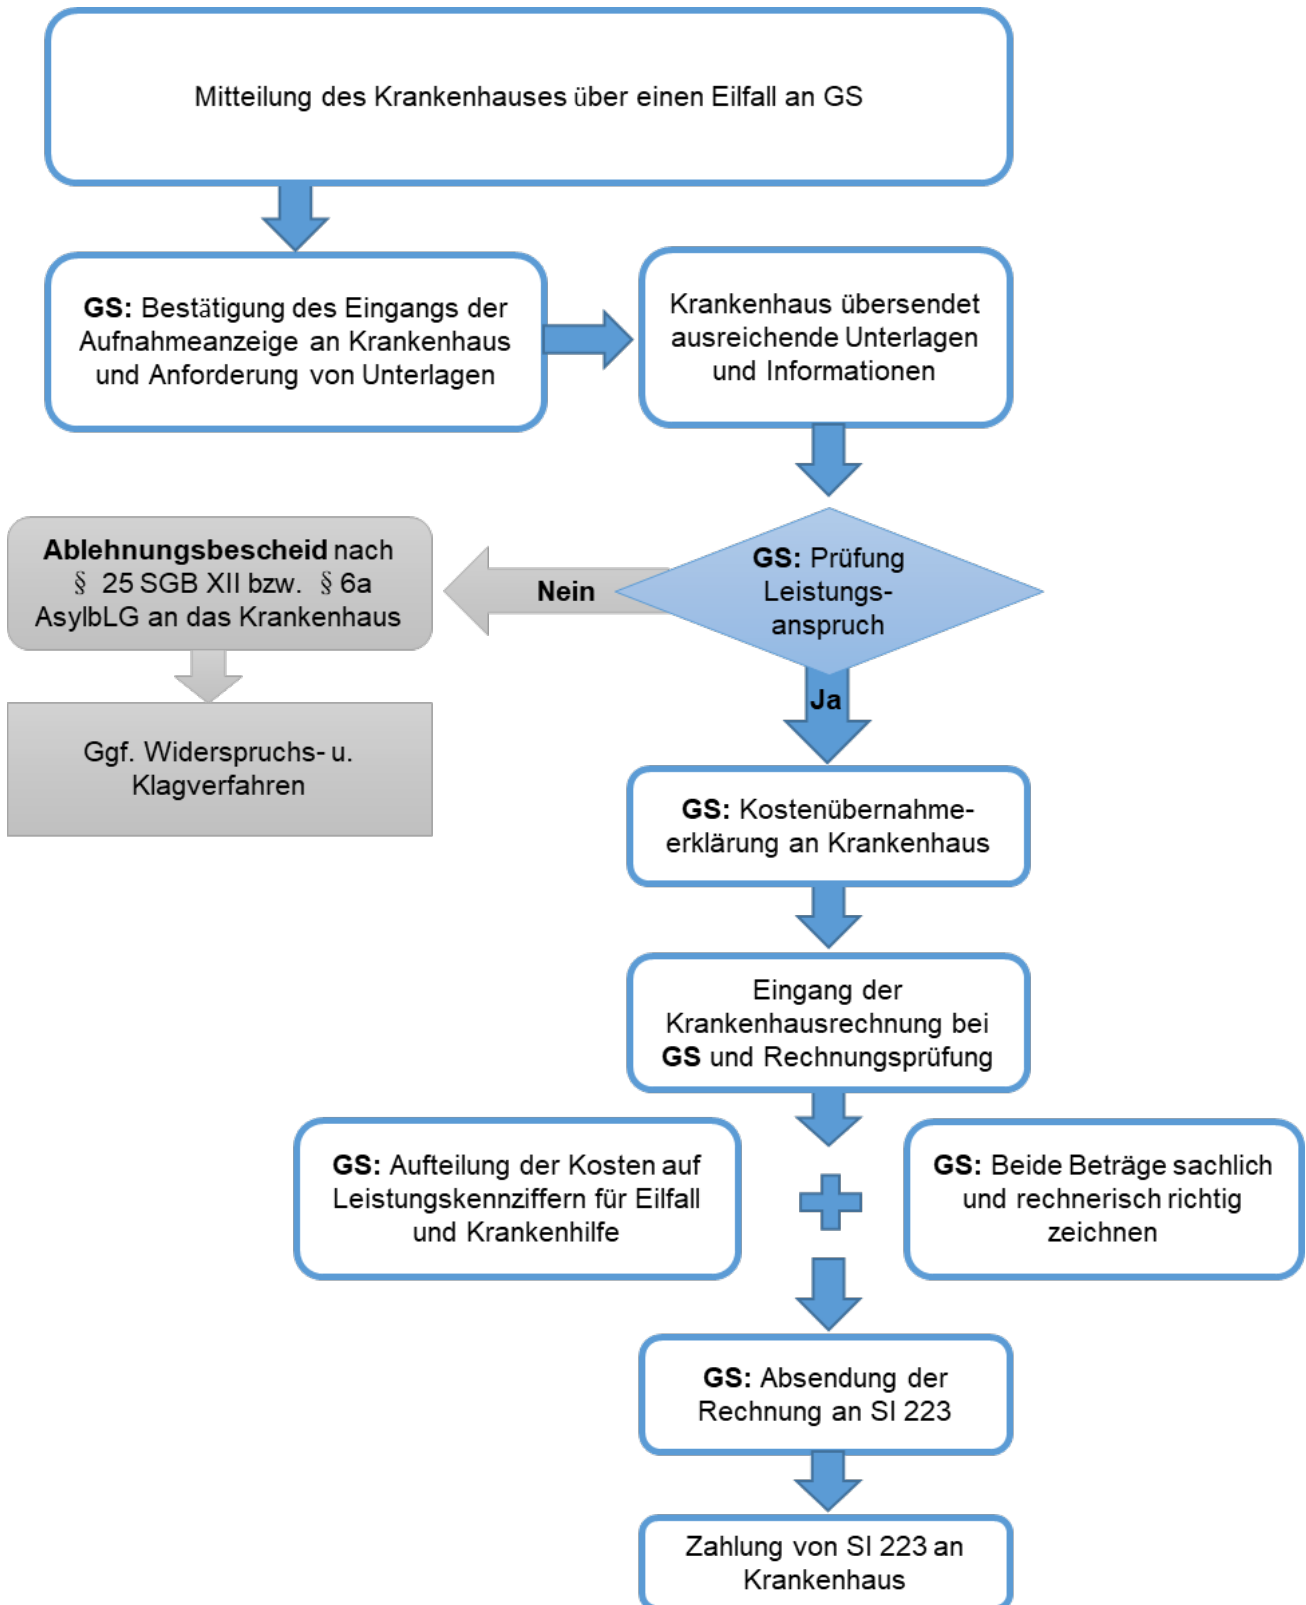 Mitteilung des Krankenhauses über einen Eilfall an GS
GS: Bestätigung des Eingangs der
Aufnahmeanzeige an Krankenhaus
und Anforderung von Unterlagen
Krankenhaus übersendet
ausreichende Unterlagen
und Informationen
GS: Prüfung
Leistungs-
anspruch
Nein
Ablehnungsbescheid nach
§ 25 SGB XII bzw. § 6a
AsylbLG an das Krankenhaus
Ggf. Widerspruchs- u.
Klagverfahren
Ja
GS: Kostenübernahme-
erklärung an Krankenhaus
Eingang der
Krankenhausrechnung bei
GS und Rechnungsprüfung
GS: Aufteilung der Kosten auf
Leistungskennziffern für Eilfall
und Krankenhilfe
GS: Beide Beträge sachlich
und rechnerisch richtig
zeichnen
GS: Absendung der
Rechnung an SI 223
Zahlung von SI 223 an
Krankenhaus